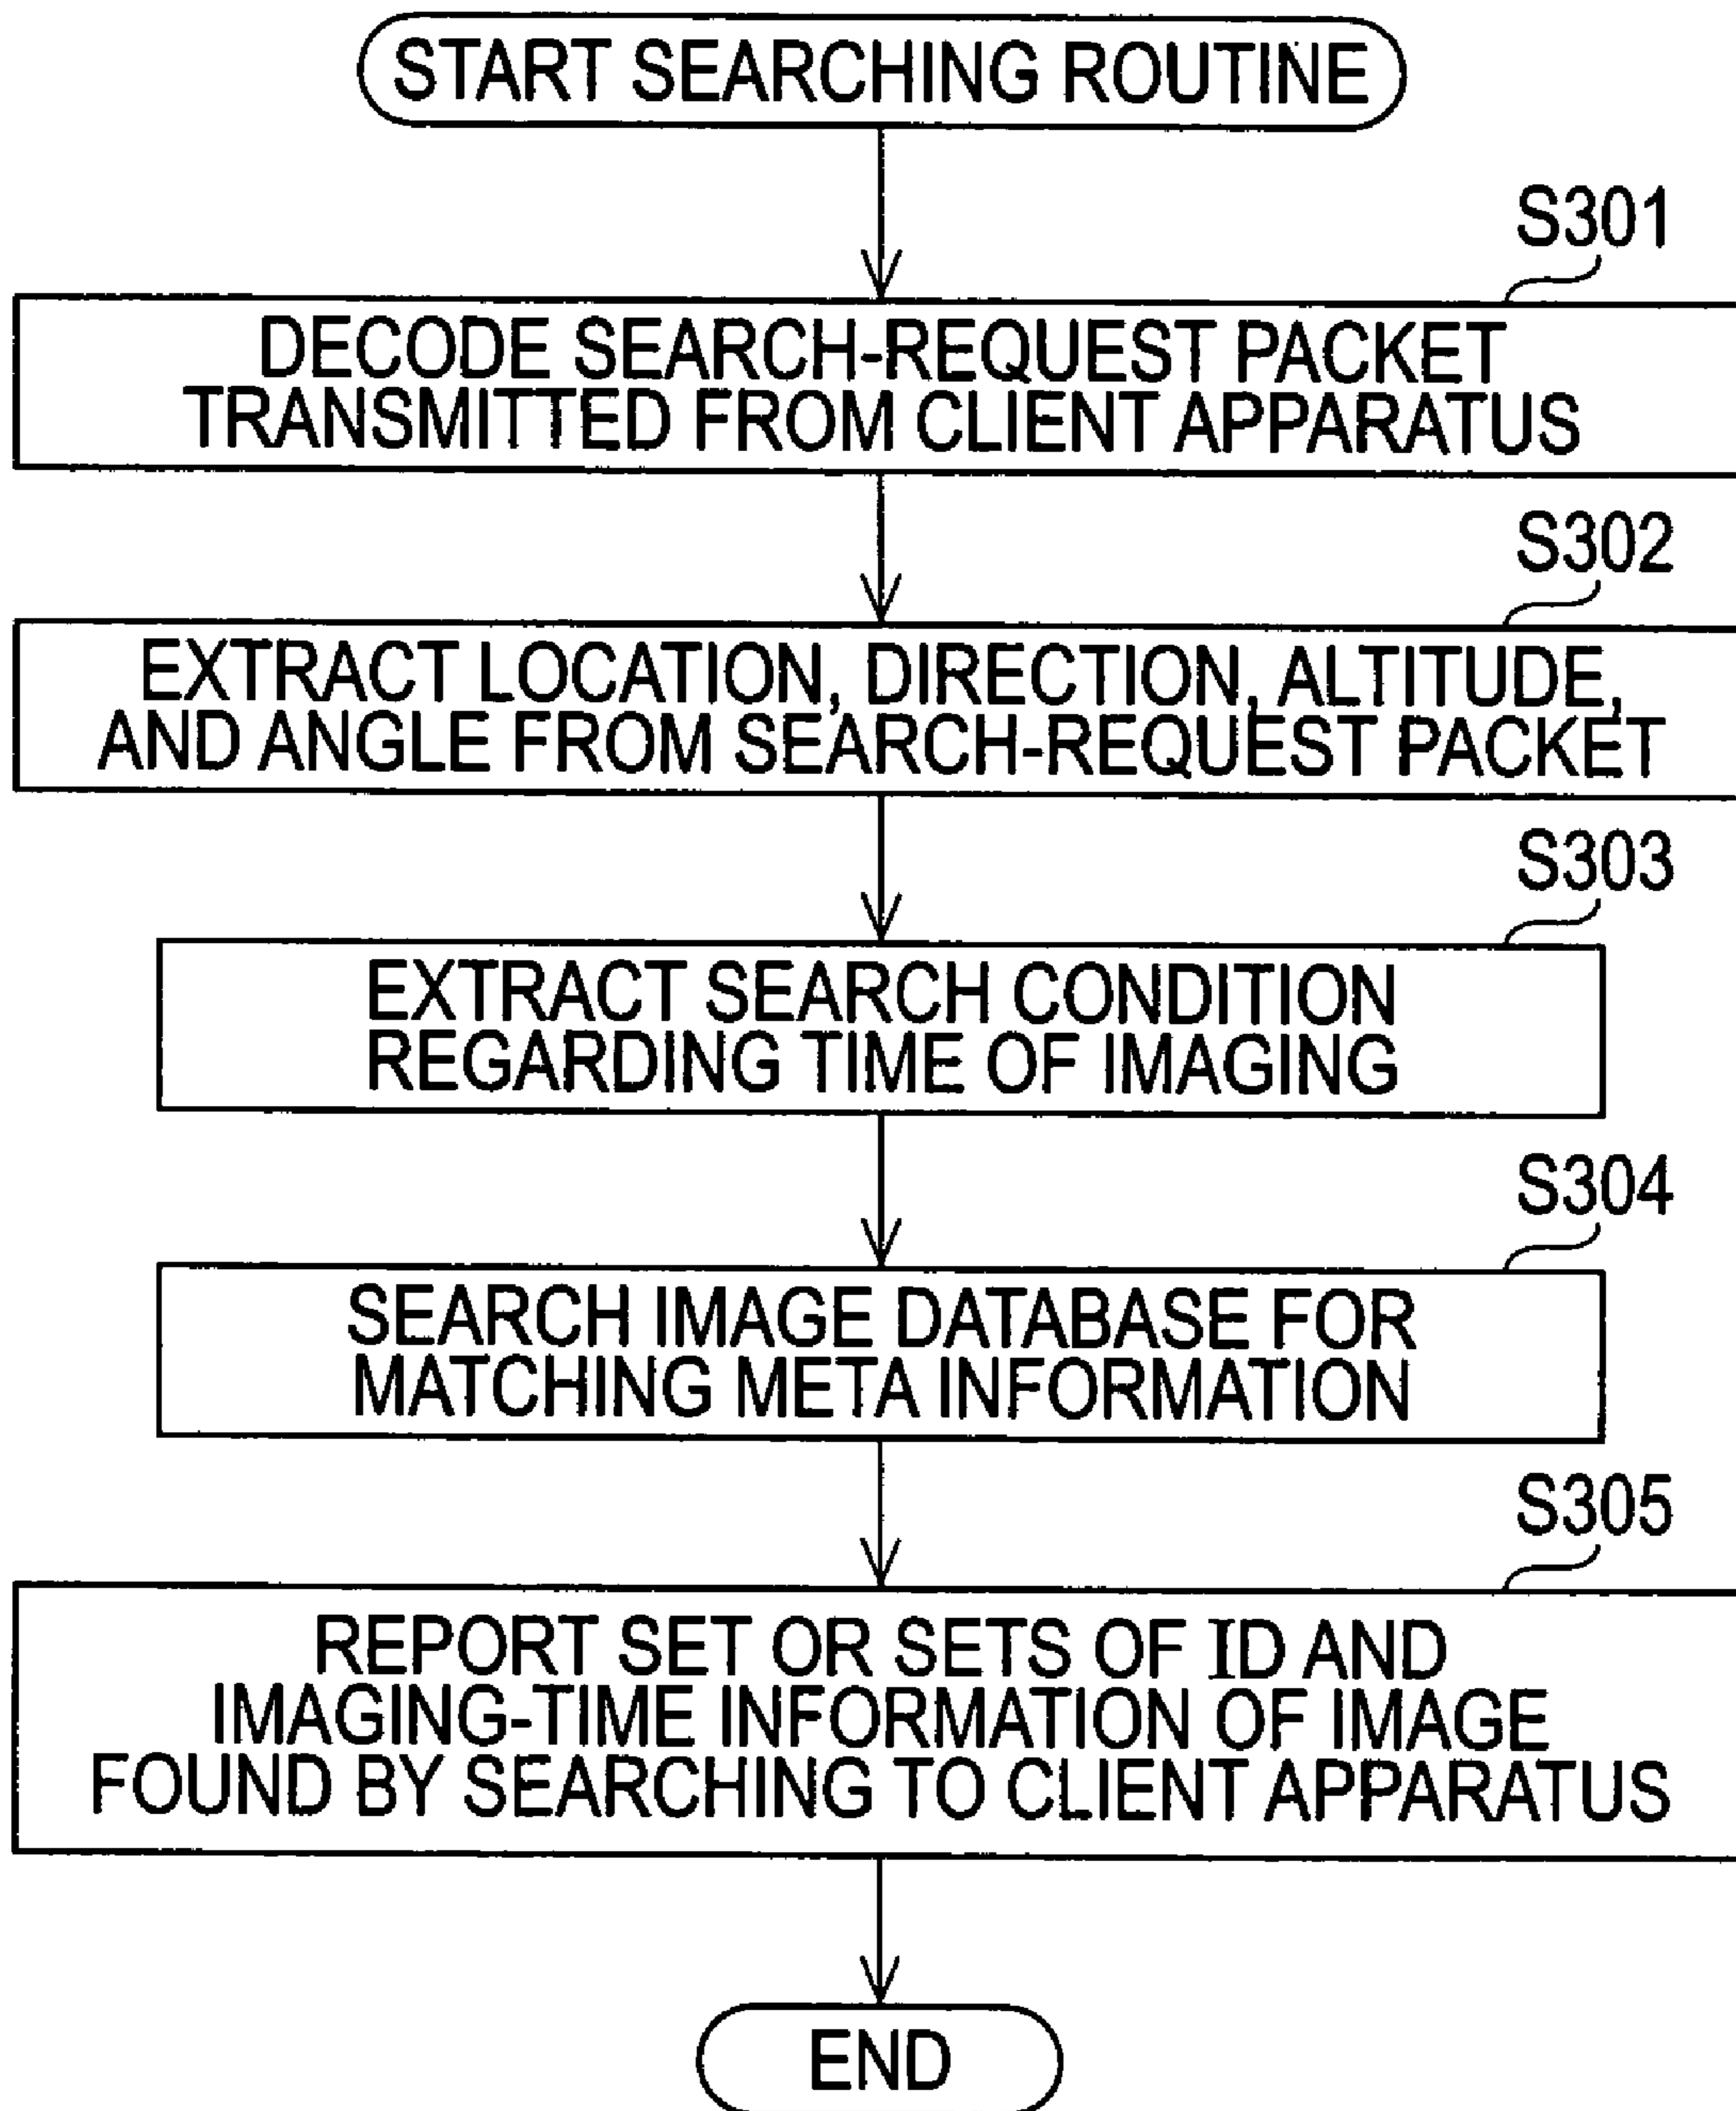 START SEARCHING ROUTINE
S301
DECODE SEARCH-REQUEST PACKET
TRANSMITTED FROM CLIENT APPARATUS
S302
EXTRACT LOCATION, DIRECTION, ALTITUDE,
AND ANGLE FROM SEARCH-REQUEST PACKET
S303
EXTRACT SEARCH CONDITION
REGARDING TIME OF IMAGING
S304
SEARCH IMAGE DATABASE FOR
MATCHING META INFORMATION
S305
REPORT SET OR SETS OF ID AND
IMAGING-TIME INFORMATION OF IMAGE
FOUND BY SEARCHING TO CLIENT APPARATUS
END